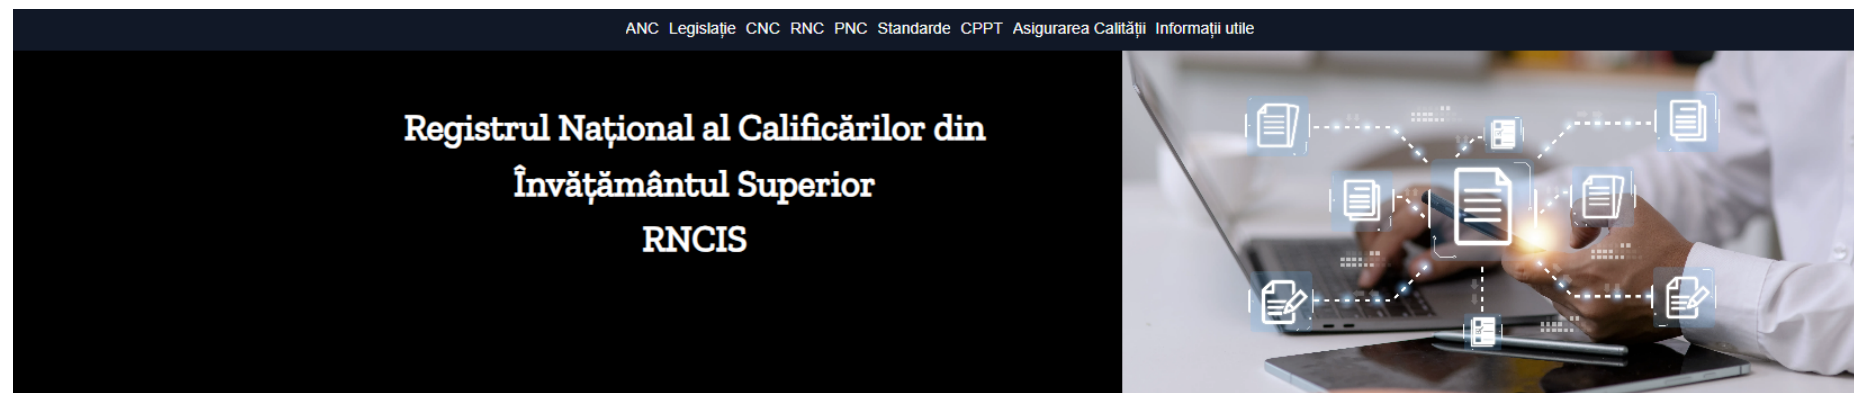 ANC Legislație CNC RNC PNC Standarde CPPT Asigurarea Calității Informații utile
Registrul Național al Calificărilor din
Învățământul Superior
RNCIS